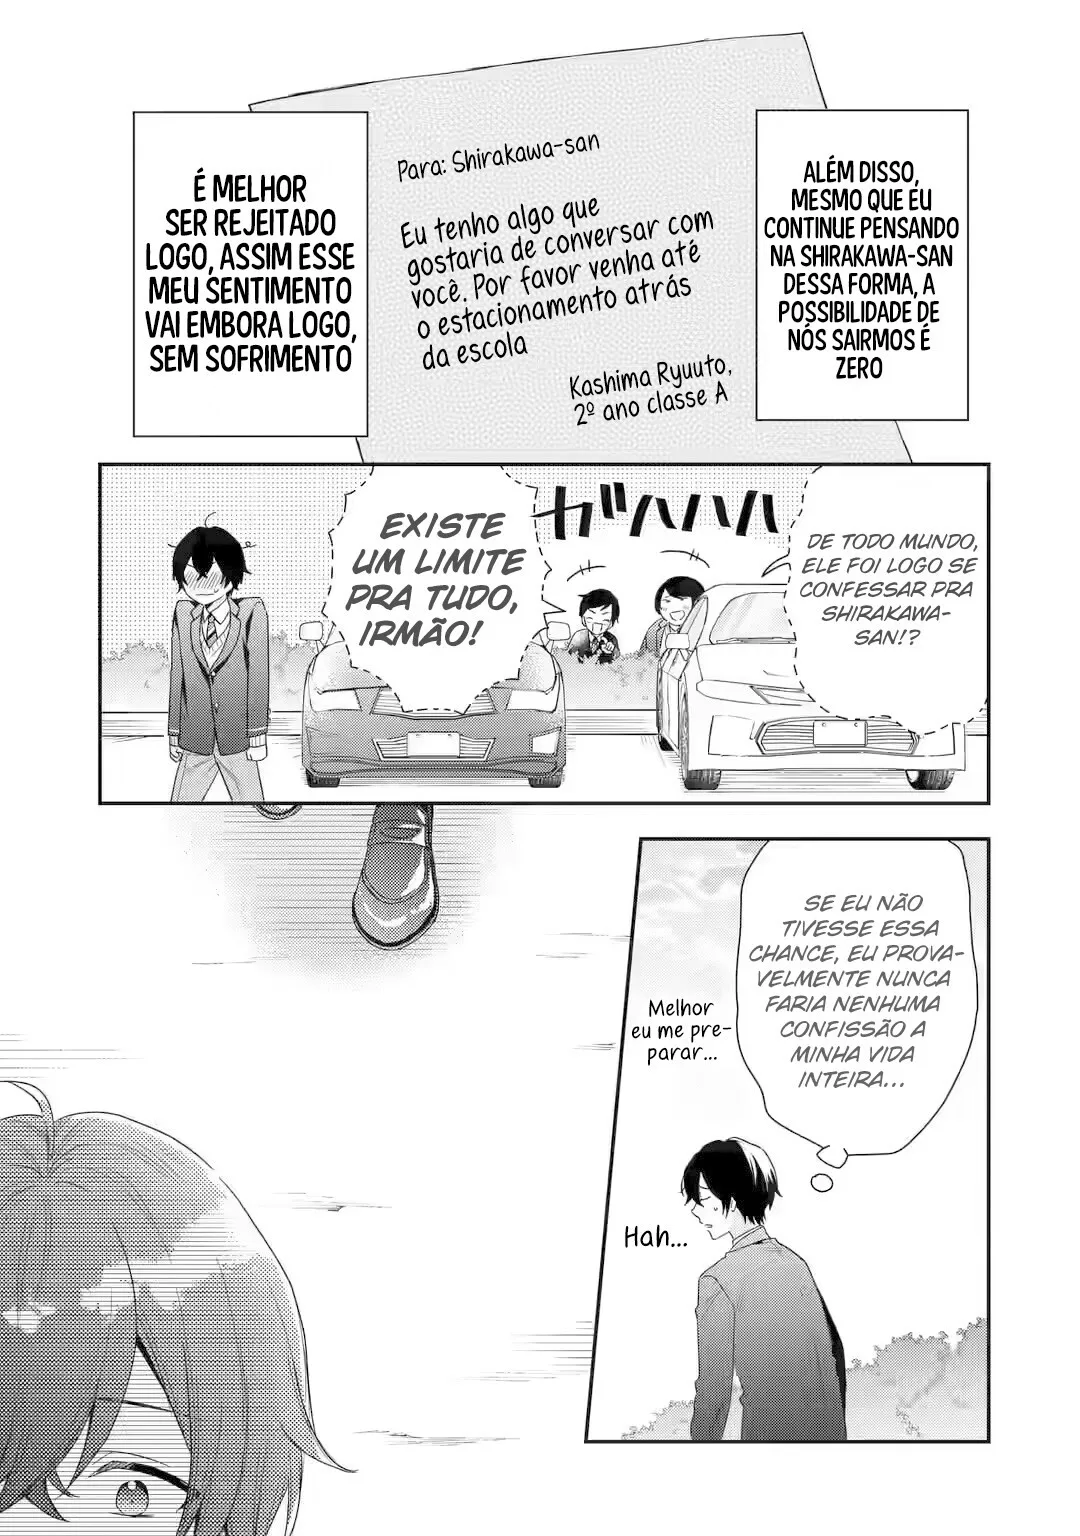 ALÉM DISSO,
MESMO QUE EU
CONTINUE PENSANDO
NA SHIRAKAWA-SAN
DESSA FORMA, A
POSSIBILIDADE DE
NÓS SAIRMOS É
ZERO
Para: Shirakawa-san
Eu tenho algo que
gostaria de conversar com
você. Por favor venha até
o estacionamento atrás
da escola
Kashima Ryuuto,
2º ano classe A
É MELHOR
SER REJEITADO
LOGO, ASSIM ESSE
MEU SENTIMENTO
VAI EMBORA LOGO,
SEM SOFRIMENTO
DE TODO MUNDO,
ELE FOI LOGO SE
CONFESSAR PRA
SHIRAKAWA-
SAN!?
ガハハハハ
EXISTE
UM LIMITE
PRA TUDO,
IRMÃO!
SE EU NÃO
TIVESSE ESSA
CHANCE, EU PROVA-
VELMENTE NUNCA
FARIA NENHUMA
CONFISSÃO A
MINHA VIDA
INTEIRA...
Melhor
eu me pre-
parar...
Hah...